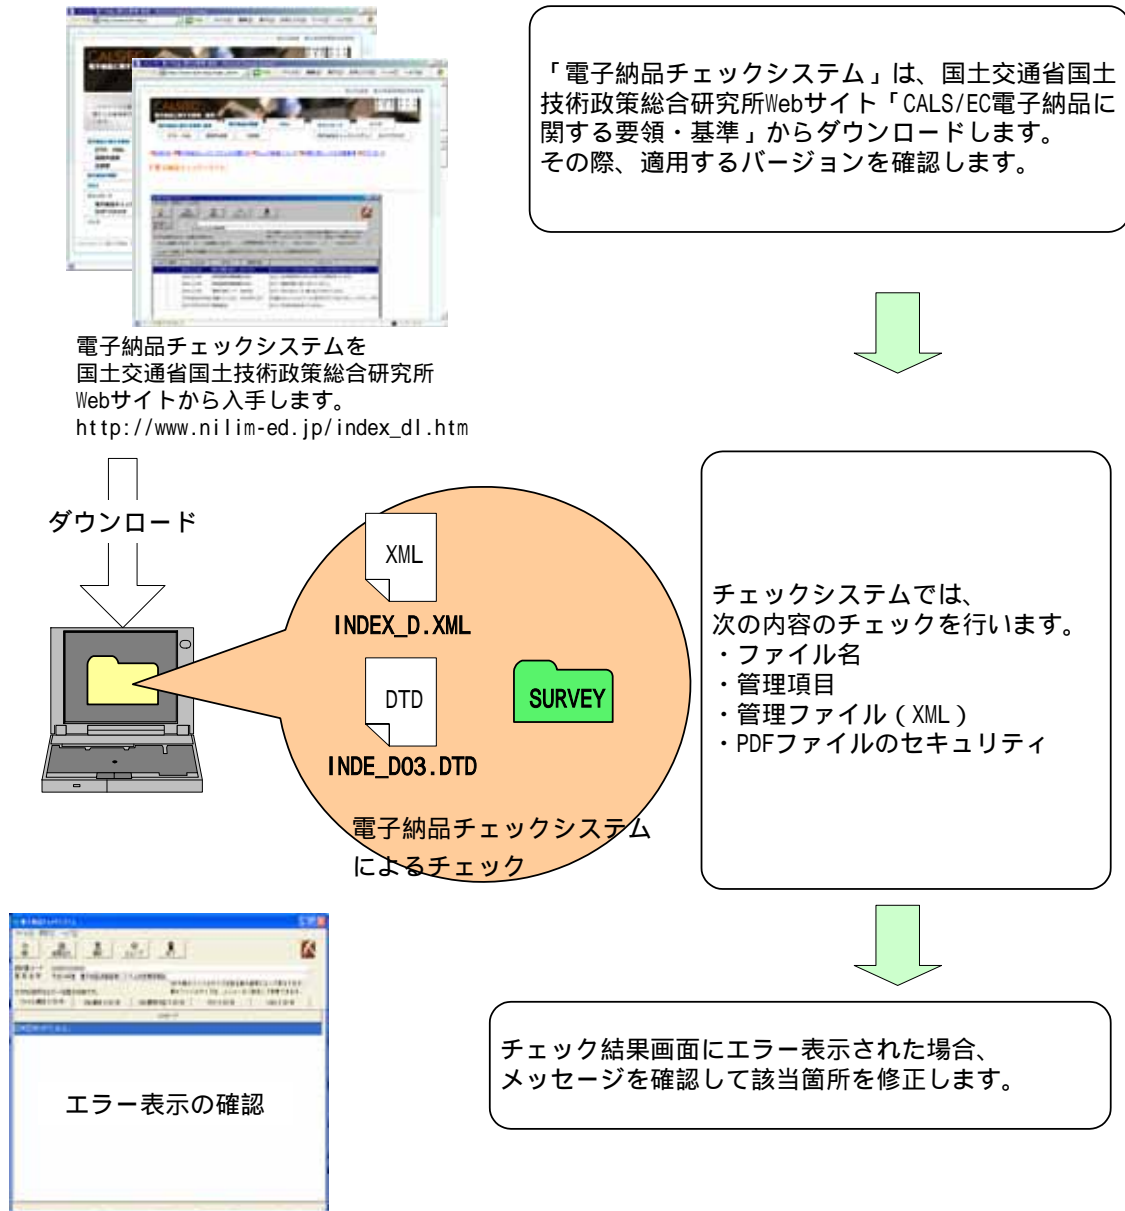 「電子納品チェックシステム」は、国土交通省国土
技術政策総合研究所Webサイト「CALS/EC電子納品に
関する要領・基準」からダウンロードします。
その際、適用するバージョンを確認します。
電子納品チェックシステムを
国土交通省国土技術政策総合研究所
Webサイトから入手します。
http://www.nilim-ed.jp/index_dl.htm
ダウンロード
XML
INDEX_D.XML
DTD
INDE_D03.DTD
SURVEY
電子納品チェックシステム
によるチェック
チェックシステムでは、
次の内容のチェックを行います。
・ファイル名
・管理項目
・管理ファイル（XML）
・PDFファイルのセキュリティ
エラー表示の確認
チェック結果画面にエラー表示された場合、
メッセージを確認して該当箇所を修正します。